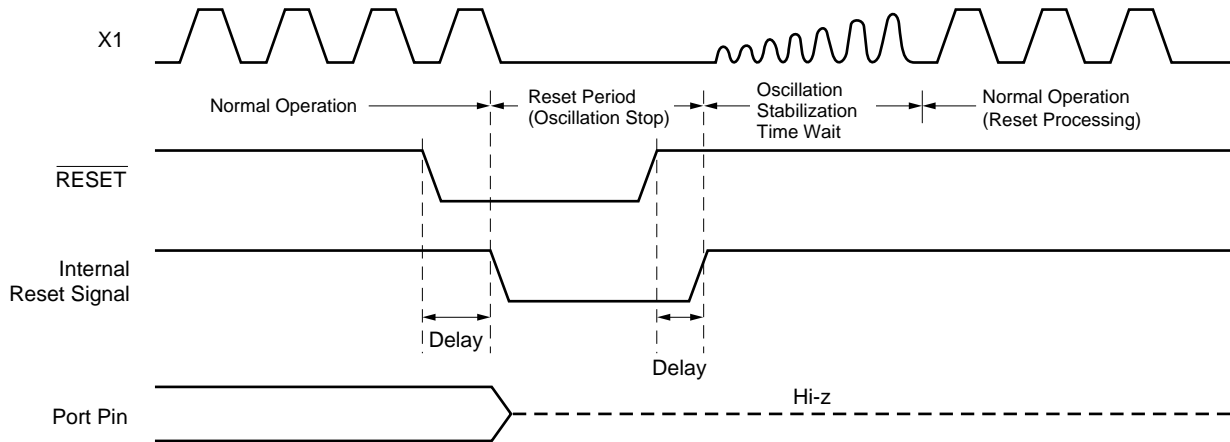 X1
Normal Operation
Reset Period
(Oscillation Stop)
Oscillation
Stabilization
Time Wait
Normal Operation
(Reset Processing)
RESET
Internal
Reset Signal
Delay
Delay
Port Pin
Hi-z